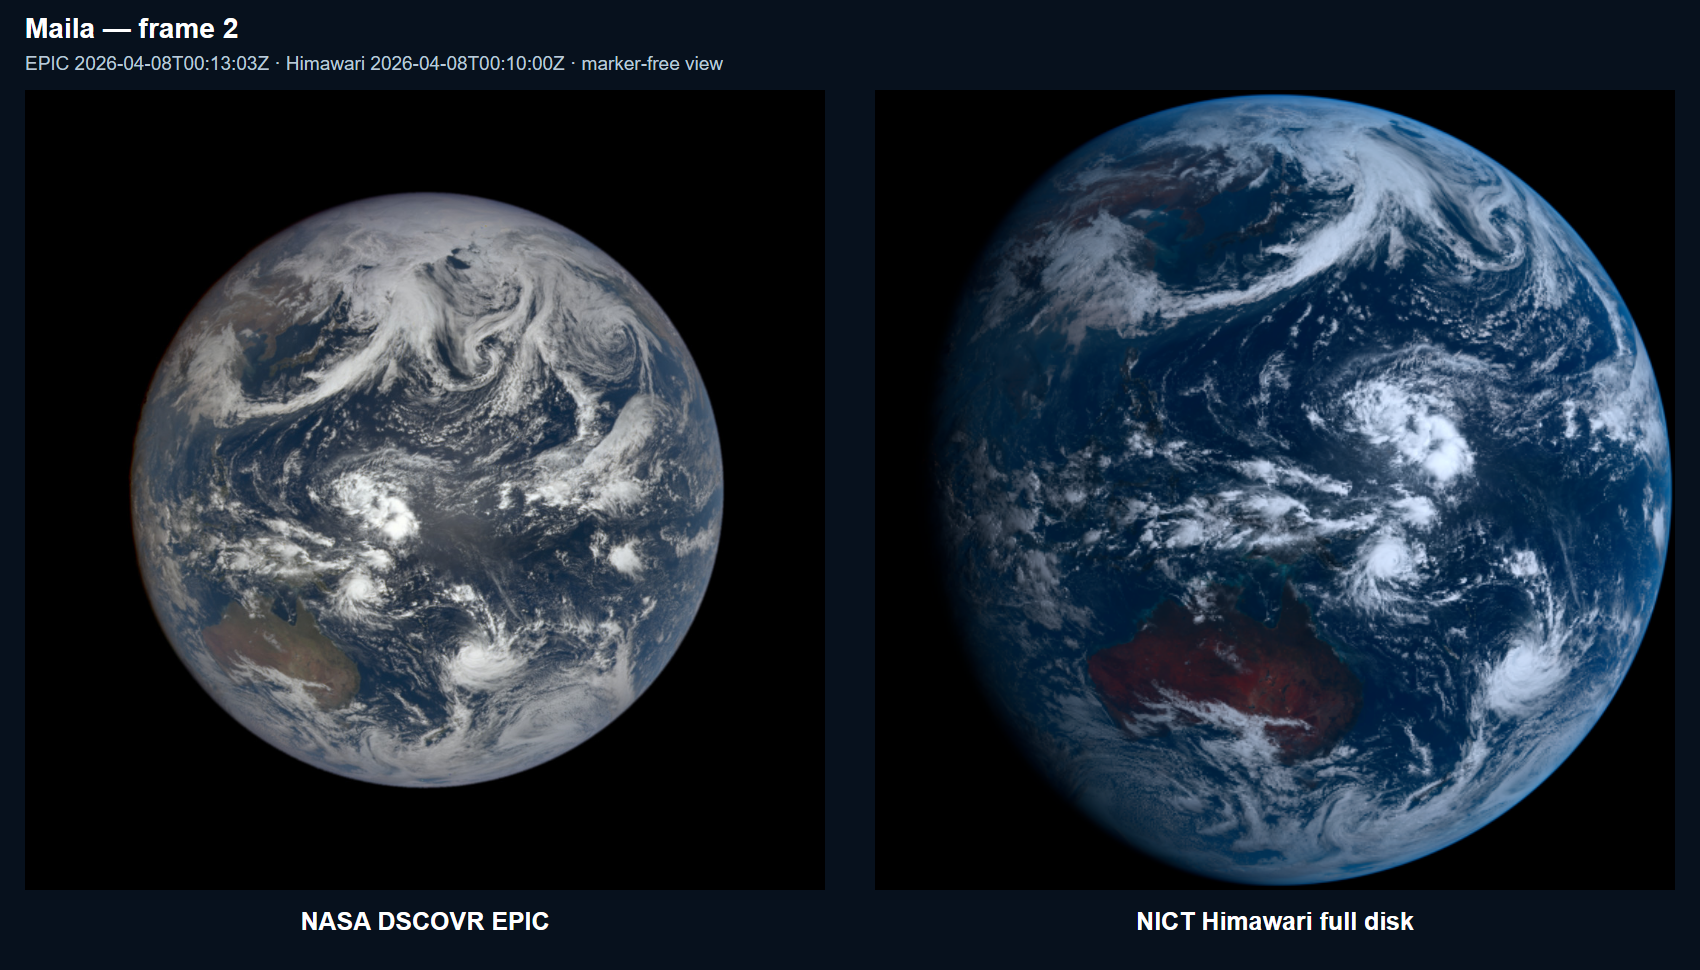 Maila — frame 2
EPIC 2026-04-08T00:13:03Z · Himawari 2026-04-08T00:10:00Z · marker-free view
NASA DSCOVR EPIC
NICT Himawari full disk